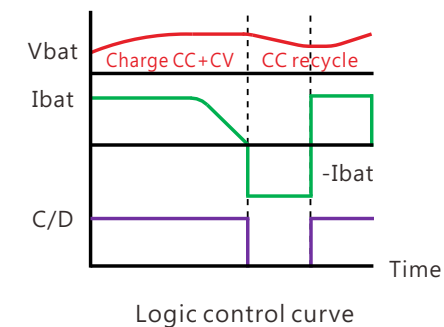 Vbat
Charge CC+CV CC recycle
Ibat
-Ibat
C/D
Time
Logic control curve